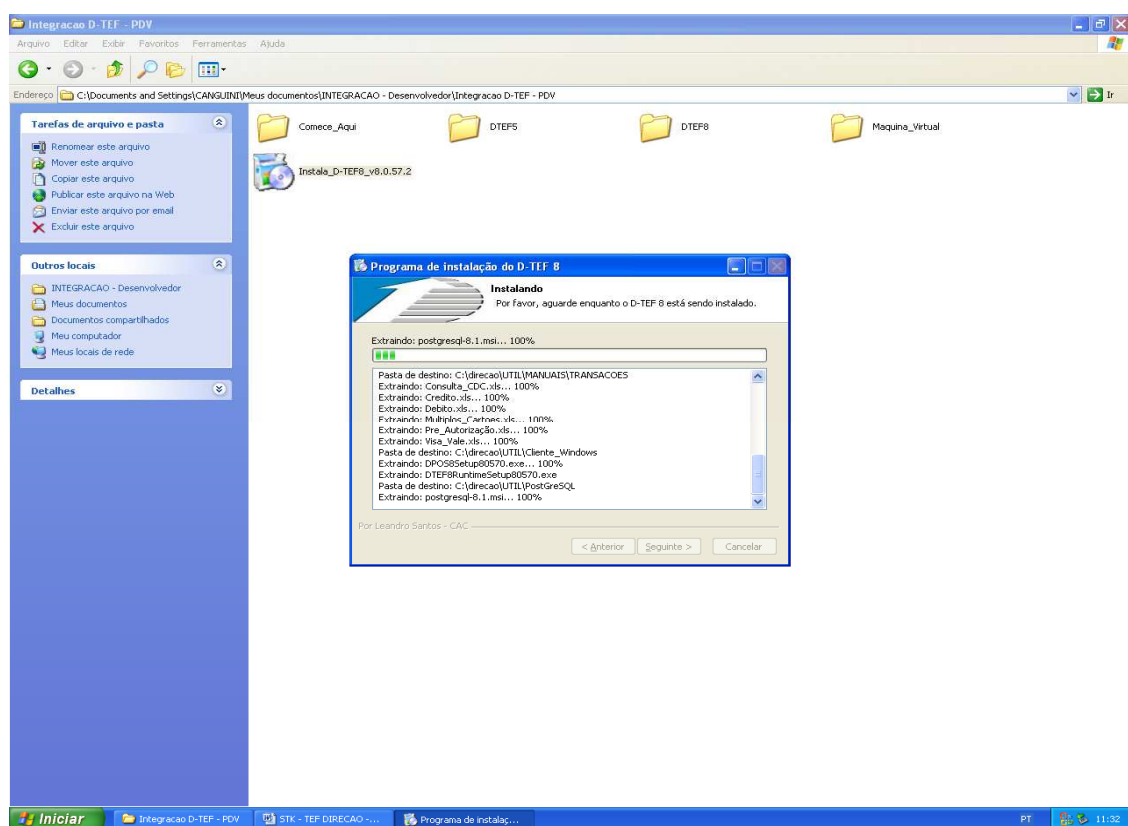 Integracao D-TEF - PDV
Arquivo Editar Exibir Favoritos Ferramentas Ajuda
Endereço C:\Documents and Settings\CANGUINI\Meus documentos\INTEGRACAO - Desenvolvedor\Integracao D-TEF - PDV Ir
Tarefas de arquivo e pasta
Renomear este arquivo
Mover este arquivo
Copiar este arquivo
Publicar este arquivo na Web
Enviar este arquivo por email
Excluir este arquivo
Outros locais
INTEGRACAO - Desenvolvedor
Meus documentos
Documentos compartilhados
Meu computador
Meus locais de rede
Detalhes
Comece_Aqui DTEF5 DTEF8 Maquina_Virtual
Instala_D-TEF8_v8.0.57.2
Programa de instalação do D-TEF 8
Instalando
Por favor, aguarde enquanto o D-TEF 8 está sendo instalado.
Extraindo: postgresql-8.1.msi... 100%
Pasta de destino: C:\direcao\UTIL\MANUAIS\TRANSACOES
Extraindo: Consulta_CDC.xls... 100%
Extraindo: Credito.xls... 100%
Extraindo: Debito.xls... 100%
Extraindo: Multiplos_Cartoes.xls... 100%
Extraindo: Pre_Autorização.xls... 100%
Extraindo: Visa_Vale.xls... 100%
Pasta de destino: C:\direcao\UTIL\Cliente_Windows
Extraindo: DPOS8Setup80570.exe... 100%
Extraindo: DTEF8RuntimeSetup80570.exe
Pasta de destino: C:\direcao\UTIL\PostGreSQL
Extraindo: postgresql-8.1.msi... 100%
Por Leandro Santos - CAC
< Anterior Seguinte > Cancelar
Iniciar Integracao D-TEF - PDV STK - TEF DIRECAO -... Programa de instalaç... PT 11:32